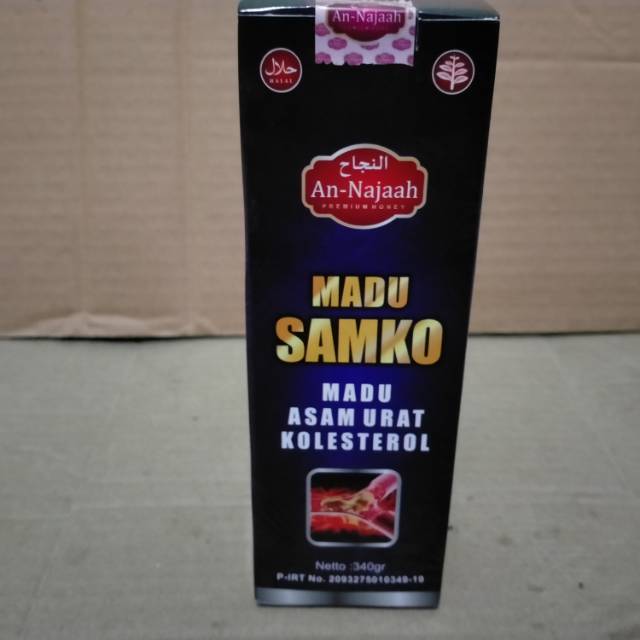 An-Najaah
حلال
HALAL
النجاح
An-Najaah
PREMIUM HONEY
MADU
SAMKO
MADU
ASAM URAT
KOLESTEROL
Netto :340gr
P-IRT No. 2093275010349-19